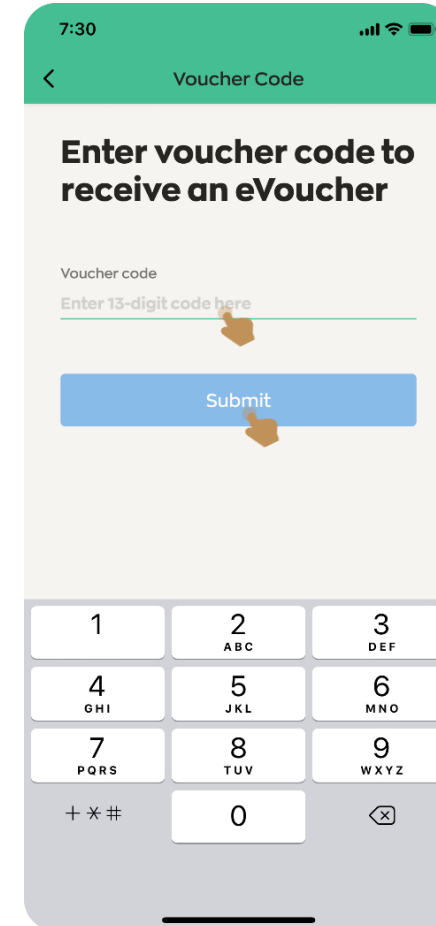 7:30
Voucher Code
Enter voucher code to
receive an eVoucher
Voucher code
Enter 13-digit code here
Submit
1 2 3
ABC DEF
4 5 6
GHI JKL MNO
7 8 9
PQRS TUV WXYZ
+*# 0